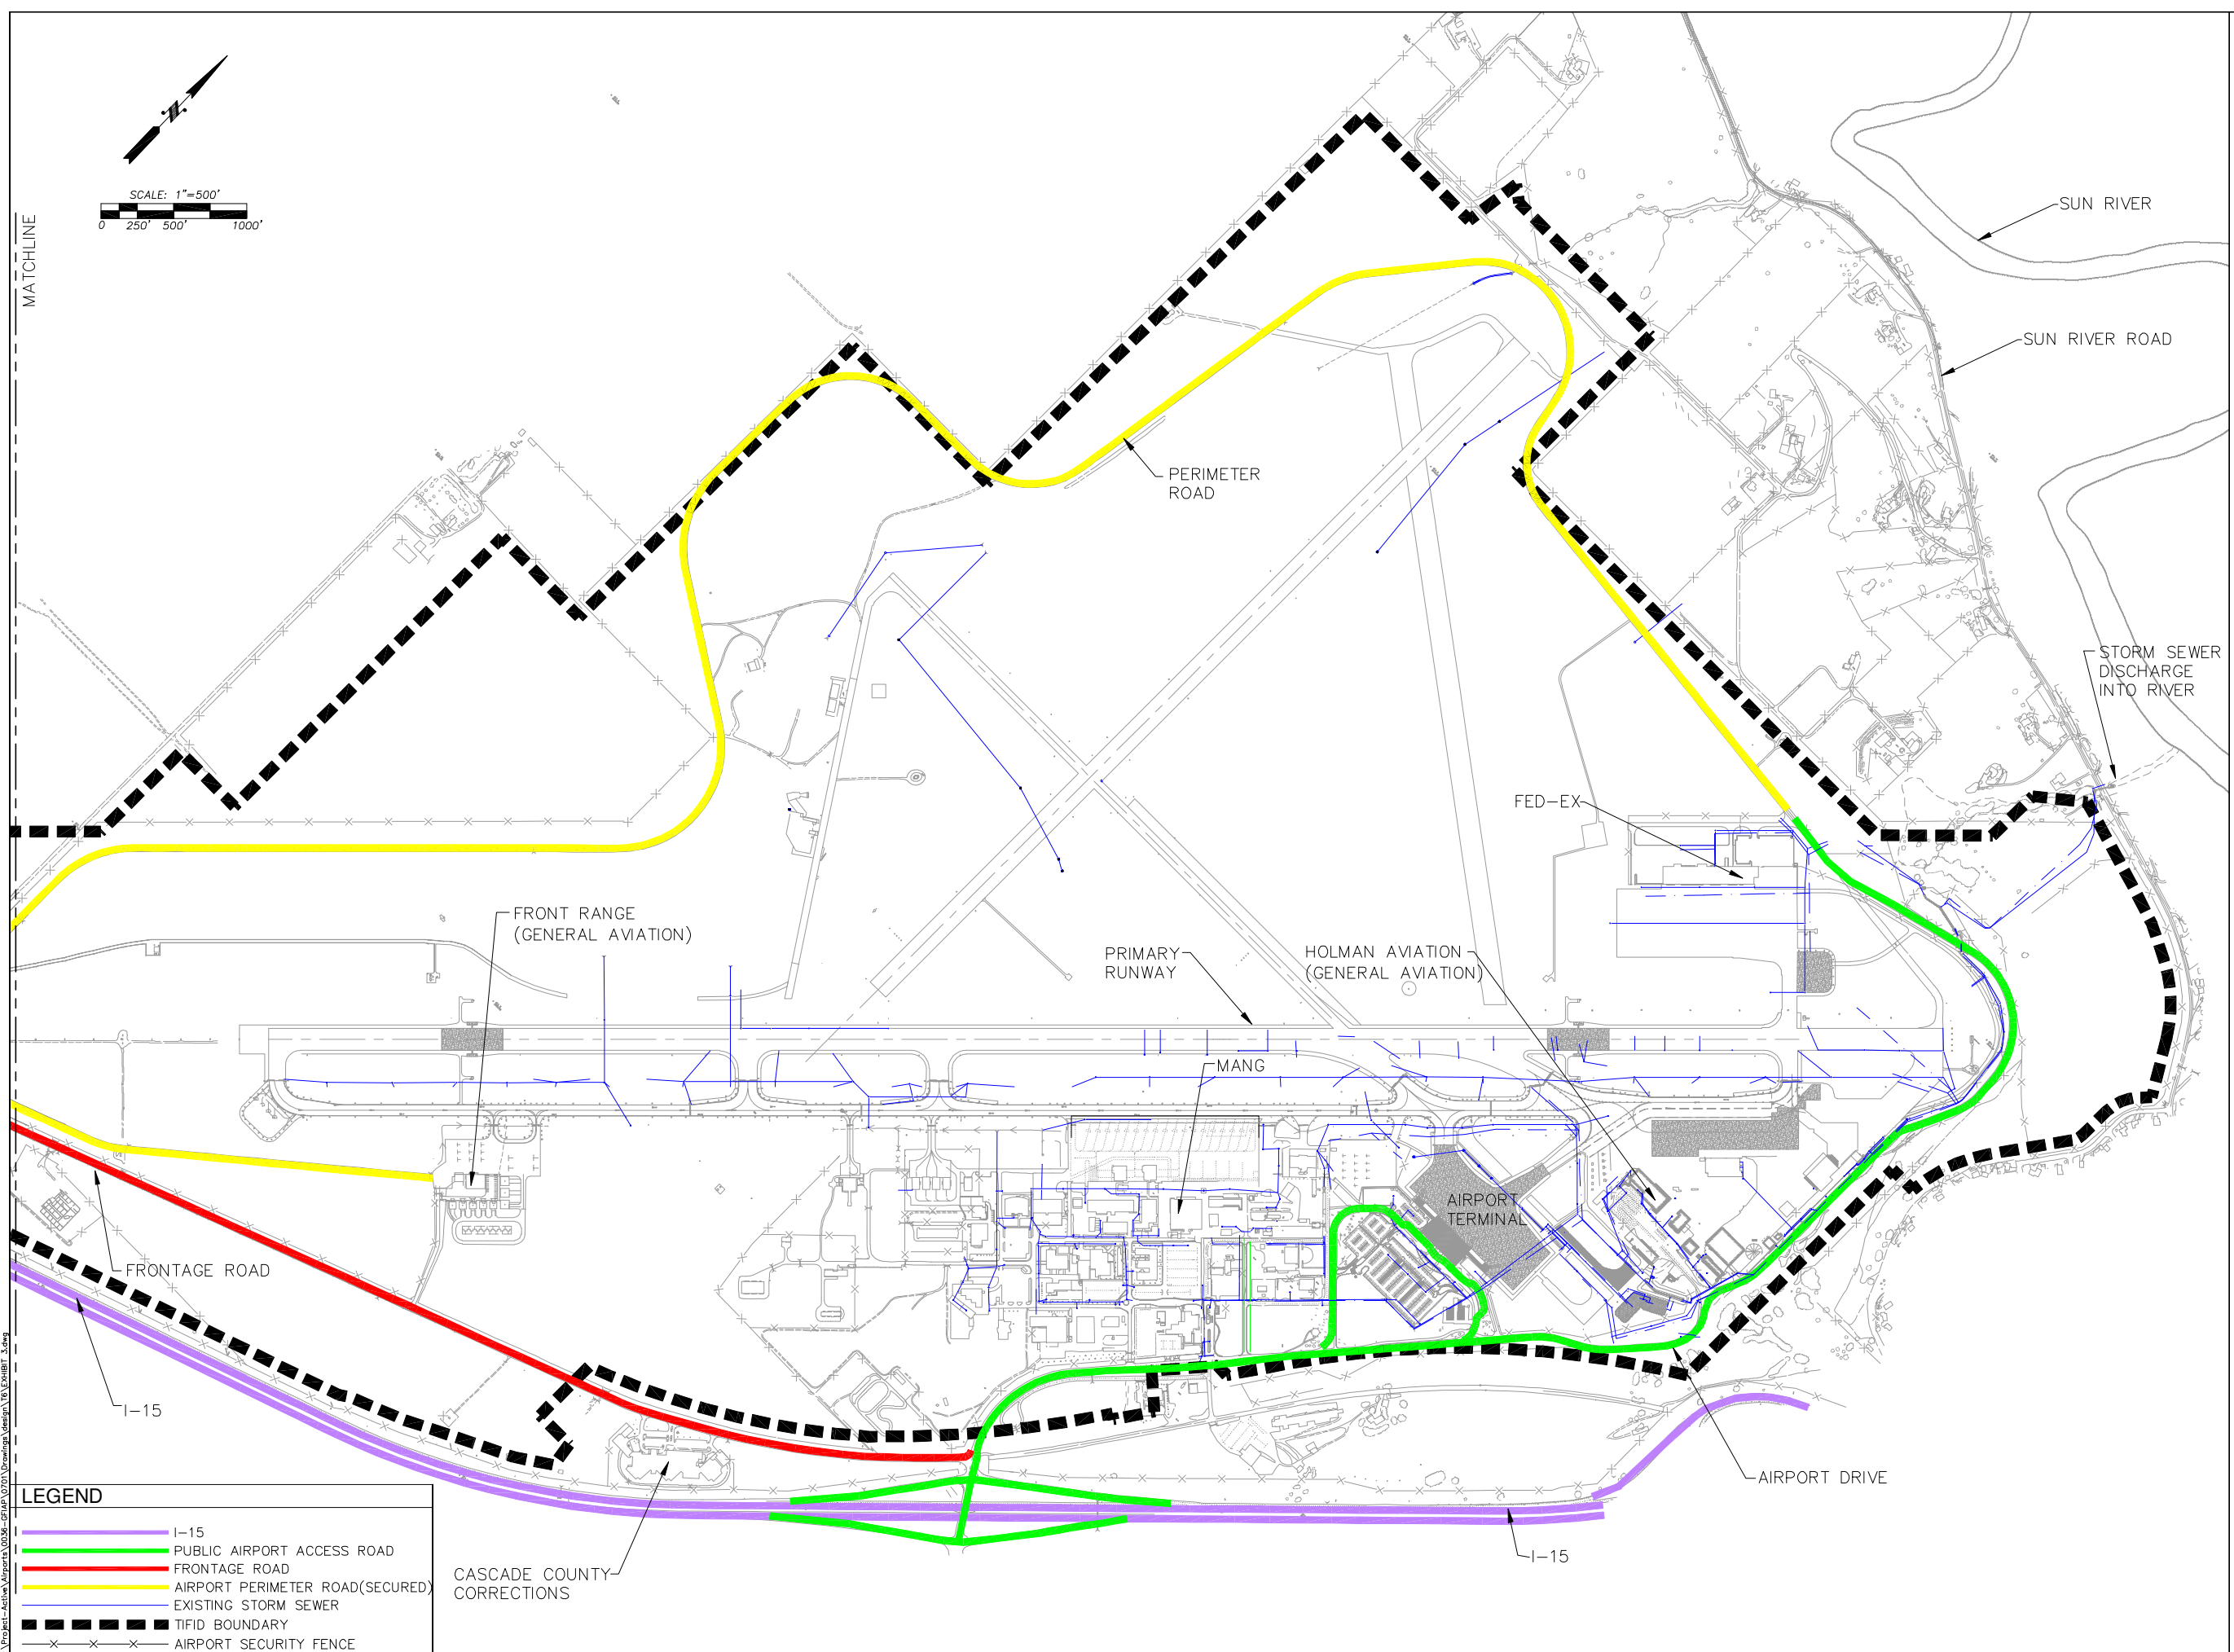 SCALE: 1"=500'
0 250' 500' 1000'
MATCHLINE
SUN RIVER
SUN RIVER ROAD
PERIMETER
ROAD
STORM SEWER
DISCHARGE
INTO RIVER
FED-EX
FRONT RANGE
(GENERAL AVIATION)
PRIMARY
RUNWAY
HOLMAN AVIATION
(GENERAL AVIATION)
MANG
AIRPORT
TERMINAL
FRONTAGE ROAD
I-15
AIRPORT DRIVE
I-15
CASCADE COUNTY
CORRECTIONS
LEGEND
I-15
PUBLIC AIRPORT ACCESS ROAD
FRONTAGE ROAD
AIRPORT PERIMETER ROAD(SECURED)
EXISTING STORM SEWER
TIFID BOUNDARY
AIRPORT SECURITY FENCE